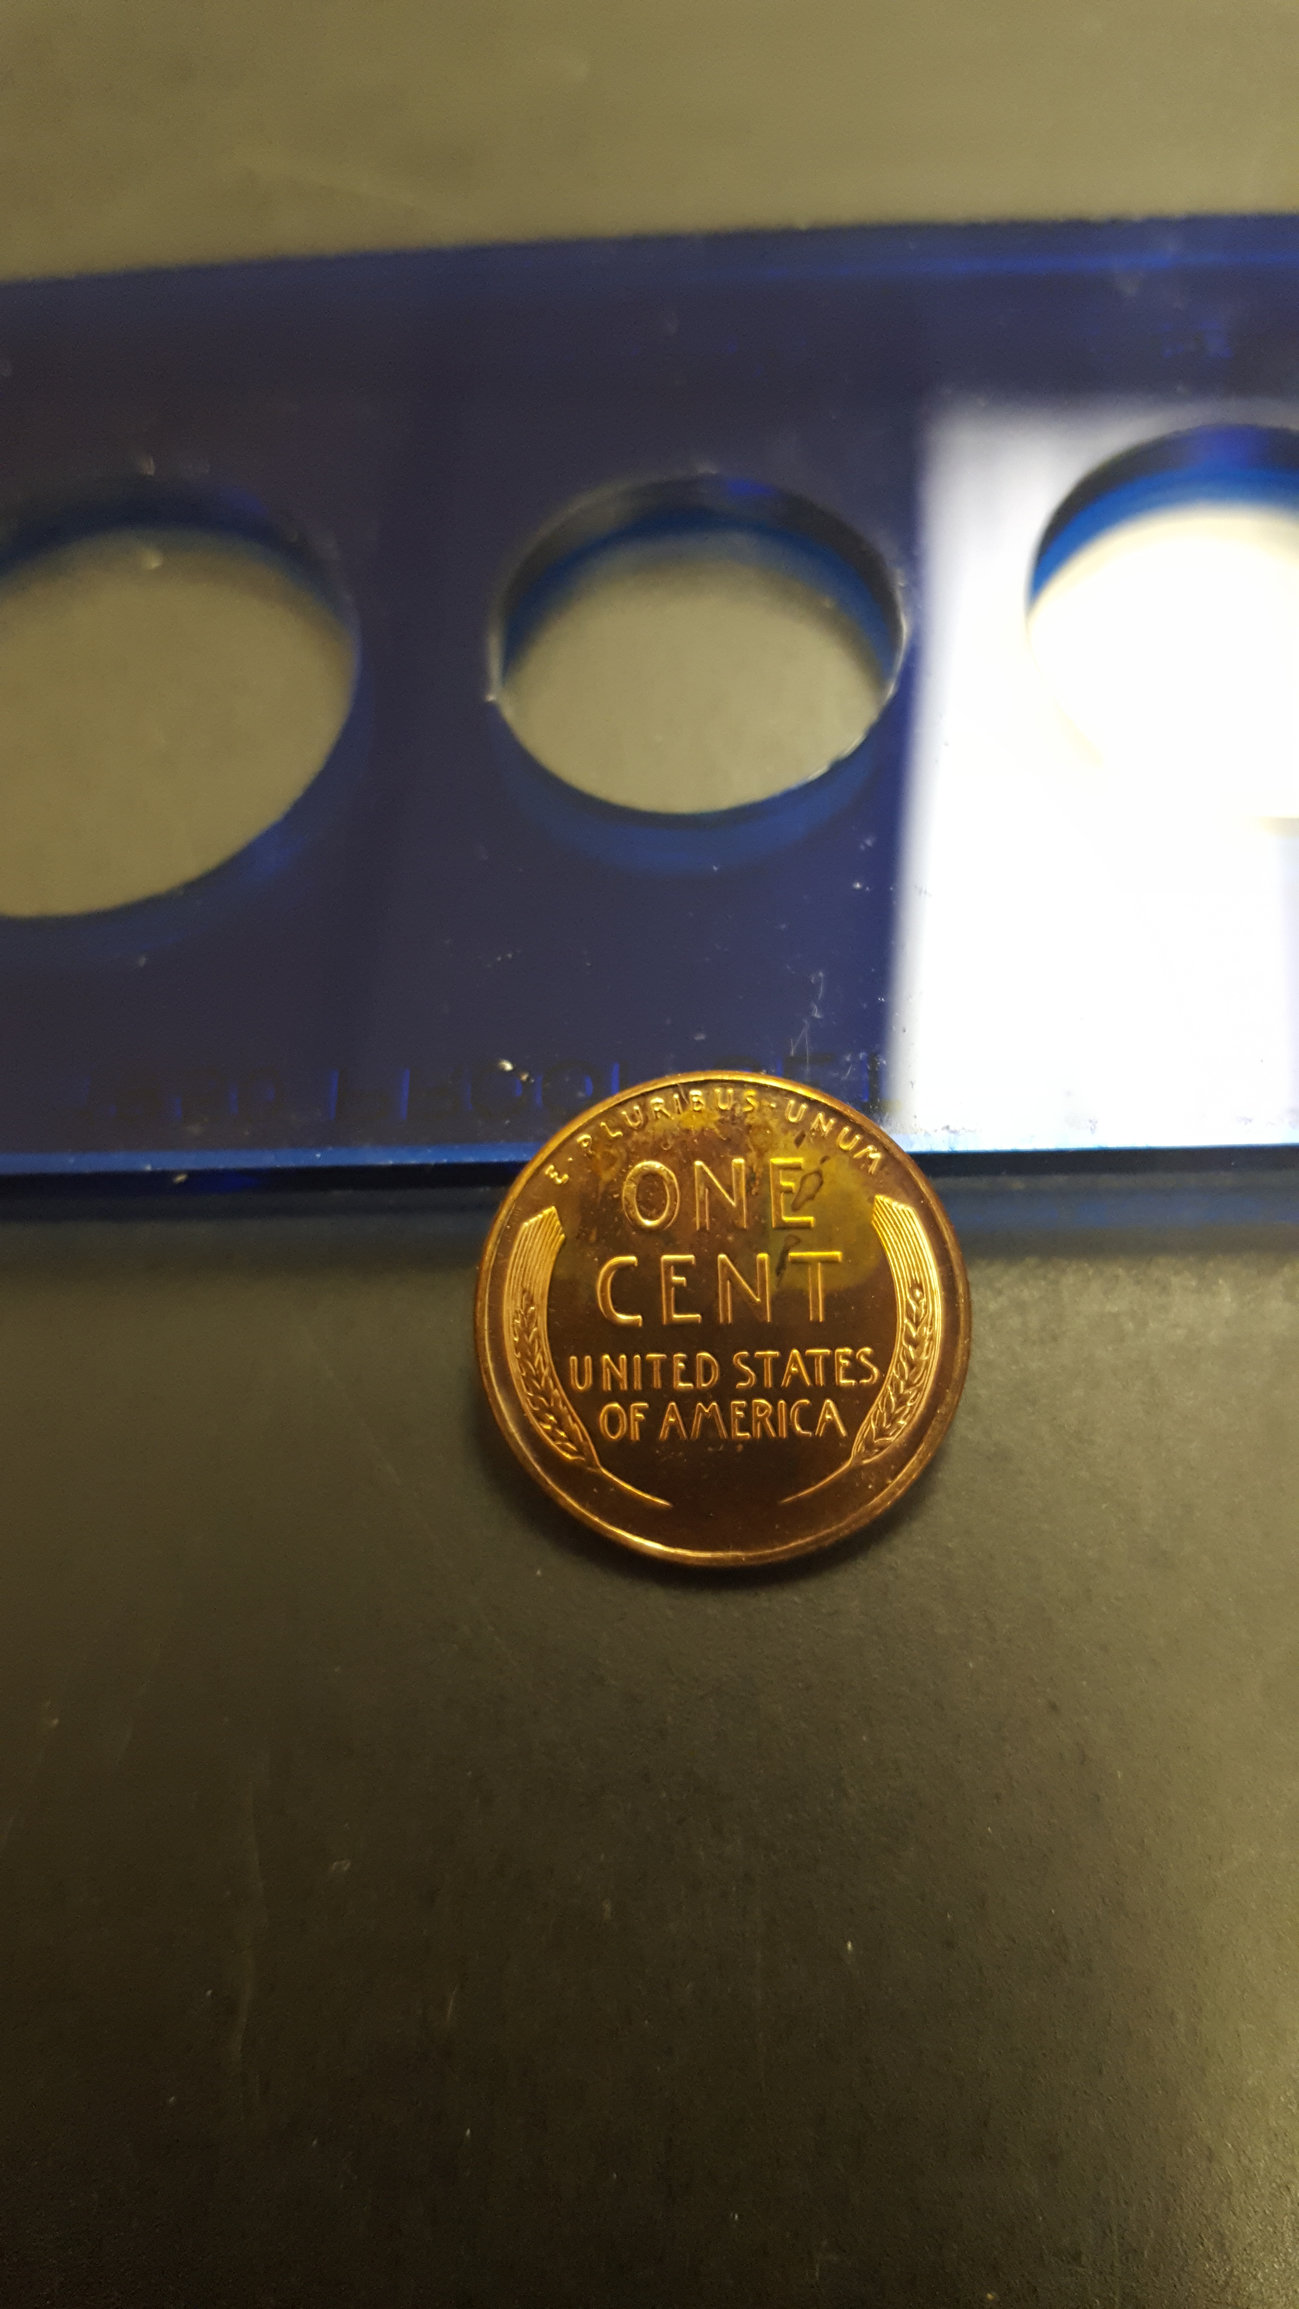 E·PLURIBUS·UNUM
ONE
CENT
UNITED STATES
OF AMERICA